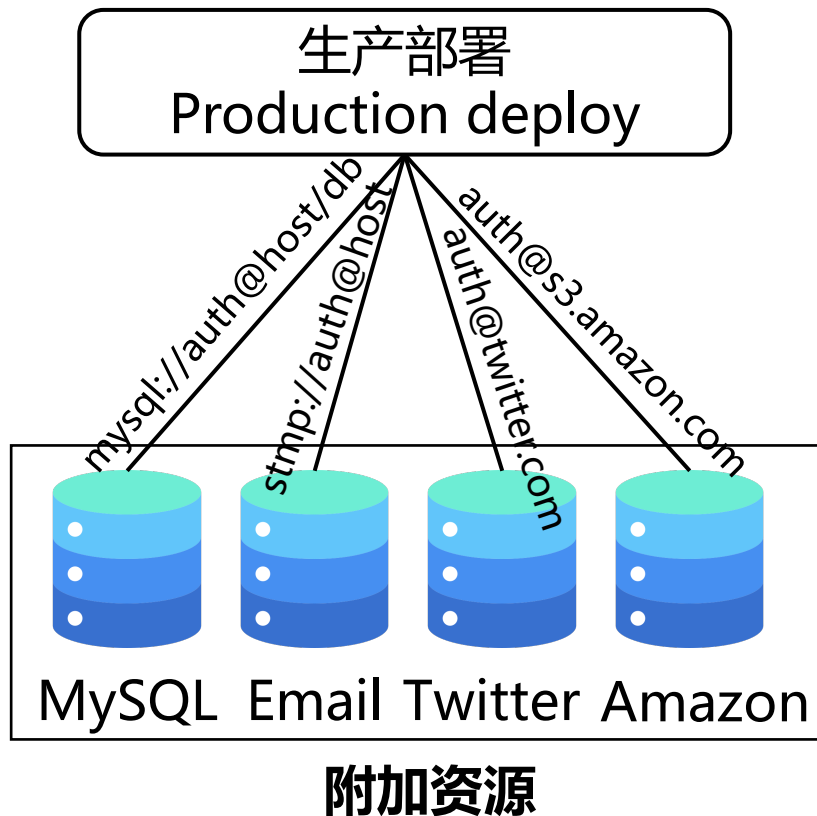 生产部署
Production deploy
mysql://auth@host/db
stmp://auth@host
auth@twitter.com
auth@s3.amazon.com
MySQL
Email
Twitter
Amazon
附加资源